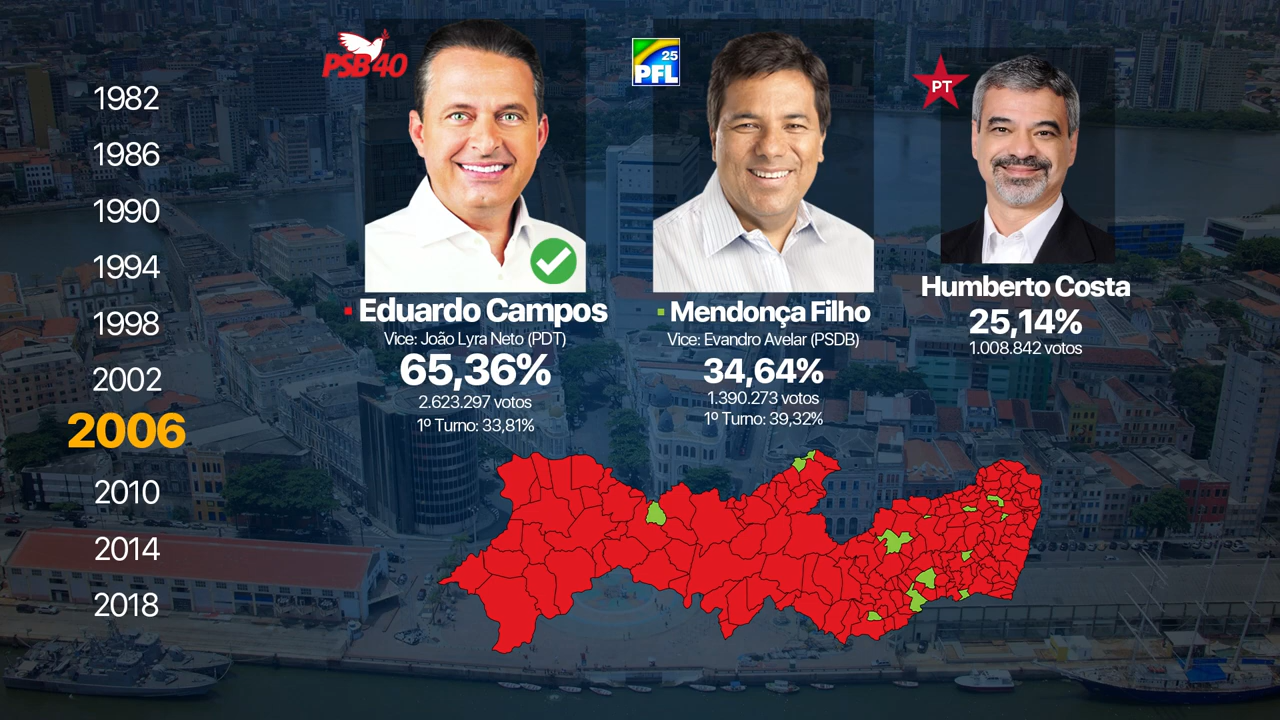 1982
1986
1990
1994
1998
2002
2006
2010
2014
2018
PSB 40
Eduardo Campos
Vice: João Lyra Neto (PDT)
65,36%
2.623.297 votos
1º Turno: 33,81%
25
PFL
Mendonça Filho
Vice: Evandro Avelar (PSDB)
34,64%
1.390.273 votos
1º Turno: 39,32%
PT
Humberto Costa
25,14%
1.008.842 votos